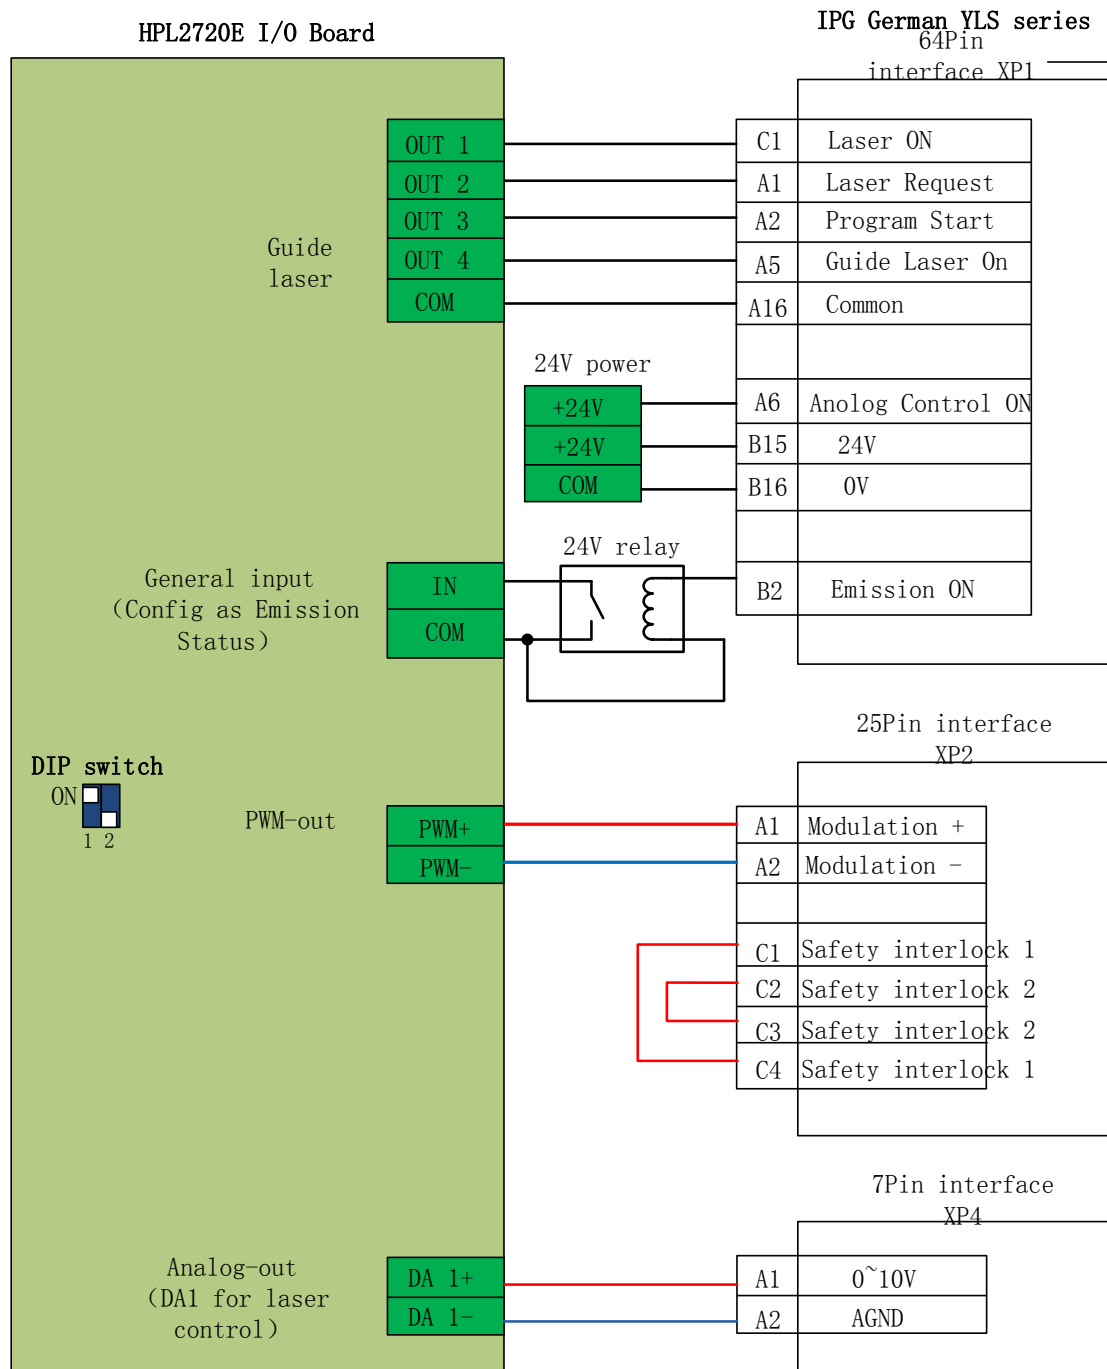 HPL2720E I/O Board
IPG German YLS series
64Pin
interface XP1
OUT 1
C1 Laser ON
OUT 2
A1 Laser Request
OUT 3
A2 Program Start
Guide
laser
OUT 4
A5 Guide Laser On
COM
A16 Common
24V power
+24V
A6 Anolog Control ON
+24V
B15 24V
COM
B16 0V
24V relay
General input
(Config as Emission
Status)
IN
COM
B2 Emission ON
25Pin interface
XP2
DIP switch
ON
1 2
PWM-out
PWM+
A1 Modulation +
PWM-
A2 Modulation -
C1 Safety interlock 1
C2 Safety interlock 2
C3 Safety interlock 2
C4 Safety interlock 1
7Pin interface
XP4
Analog-out
(DA1 for laser
control)
DA 1+
A1 0~10V
DA 1-
A2 AGND